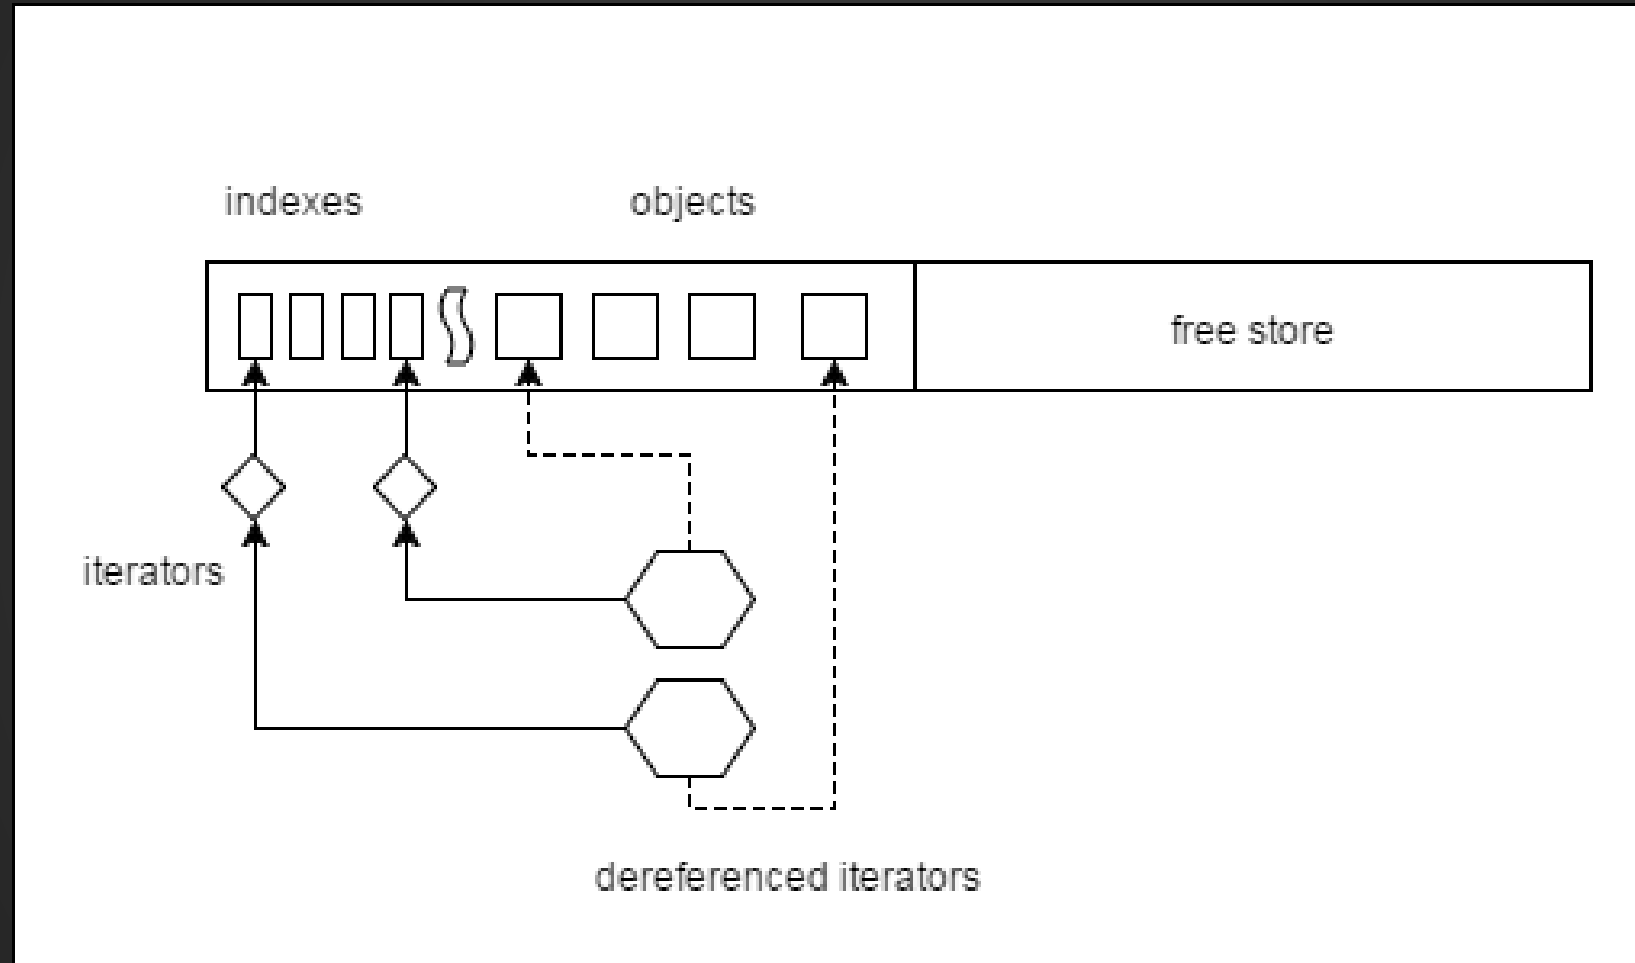 indexes
objects
free store
iterators
dereferenced iterators